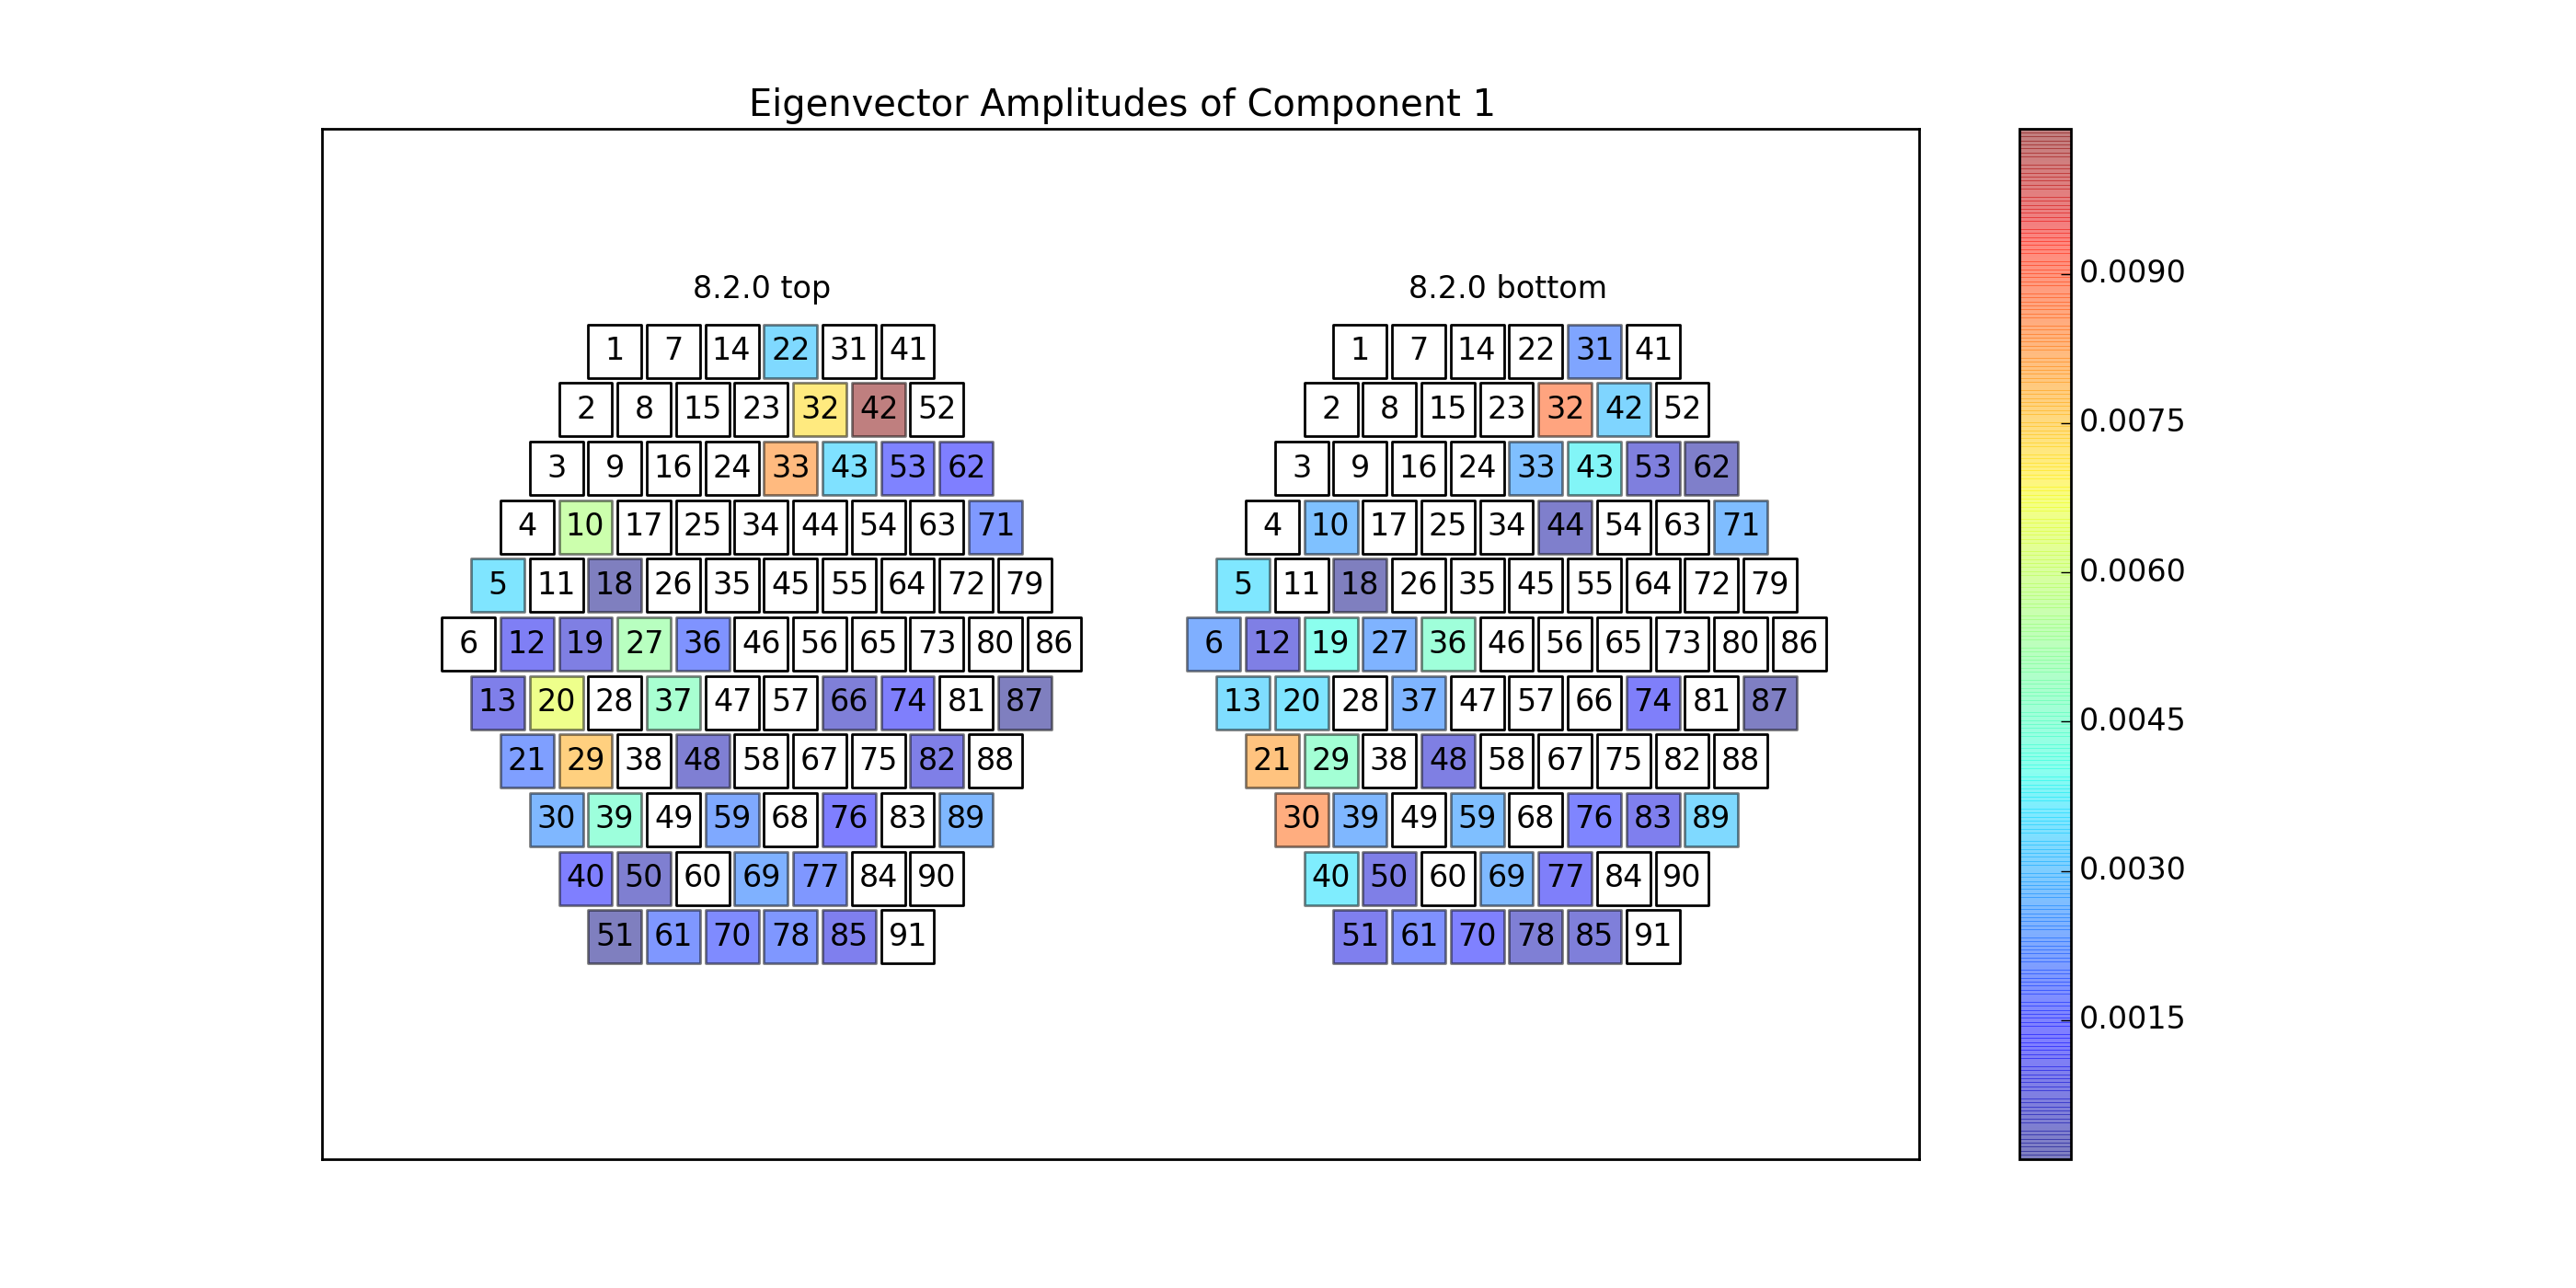 Eigenvector Amplitudes of Component 1
8.2.0 top
1 7 14 22 31 41
2 8 15 23 32 42 52
3 9 16 24 33 43 53 62
4 10 17 25 34 44 54 63 71
5 11 18 26 35 45 55 64 72 79
6 12 19 27 36 46 56 65 73 80 86
13 20 28 37 47 57 66 74 81 87
21 29 38 48 58 67 75 82 88
30 39 49 59 68 76 83 89
40 50 60 69 77 84 90
51 61 70 78 85 91
8.2.0 bottom
1 7 14 22 31 41
2 8 15 23 32 42 52
3 9 16 24 33 43 53 62
4 10 17 25 34 44 54 63 71
5 11 18 26 35 45 55 64 72 79
6 12 19 27 36 46 56 65 73 80 86
13 20 28 37 47 57 66 74 81 87
21 29 38 48 58 67 75 82 88
30 39 49 59 68 76 83 89
40 50 60 69 77 84 90
51 61 70 78 85 91
0.0090
0.0075
0.0060
0.0045
0.0030
0.0015